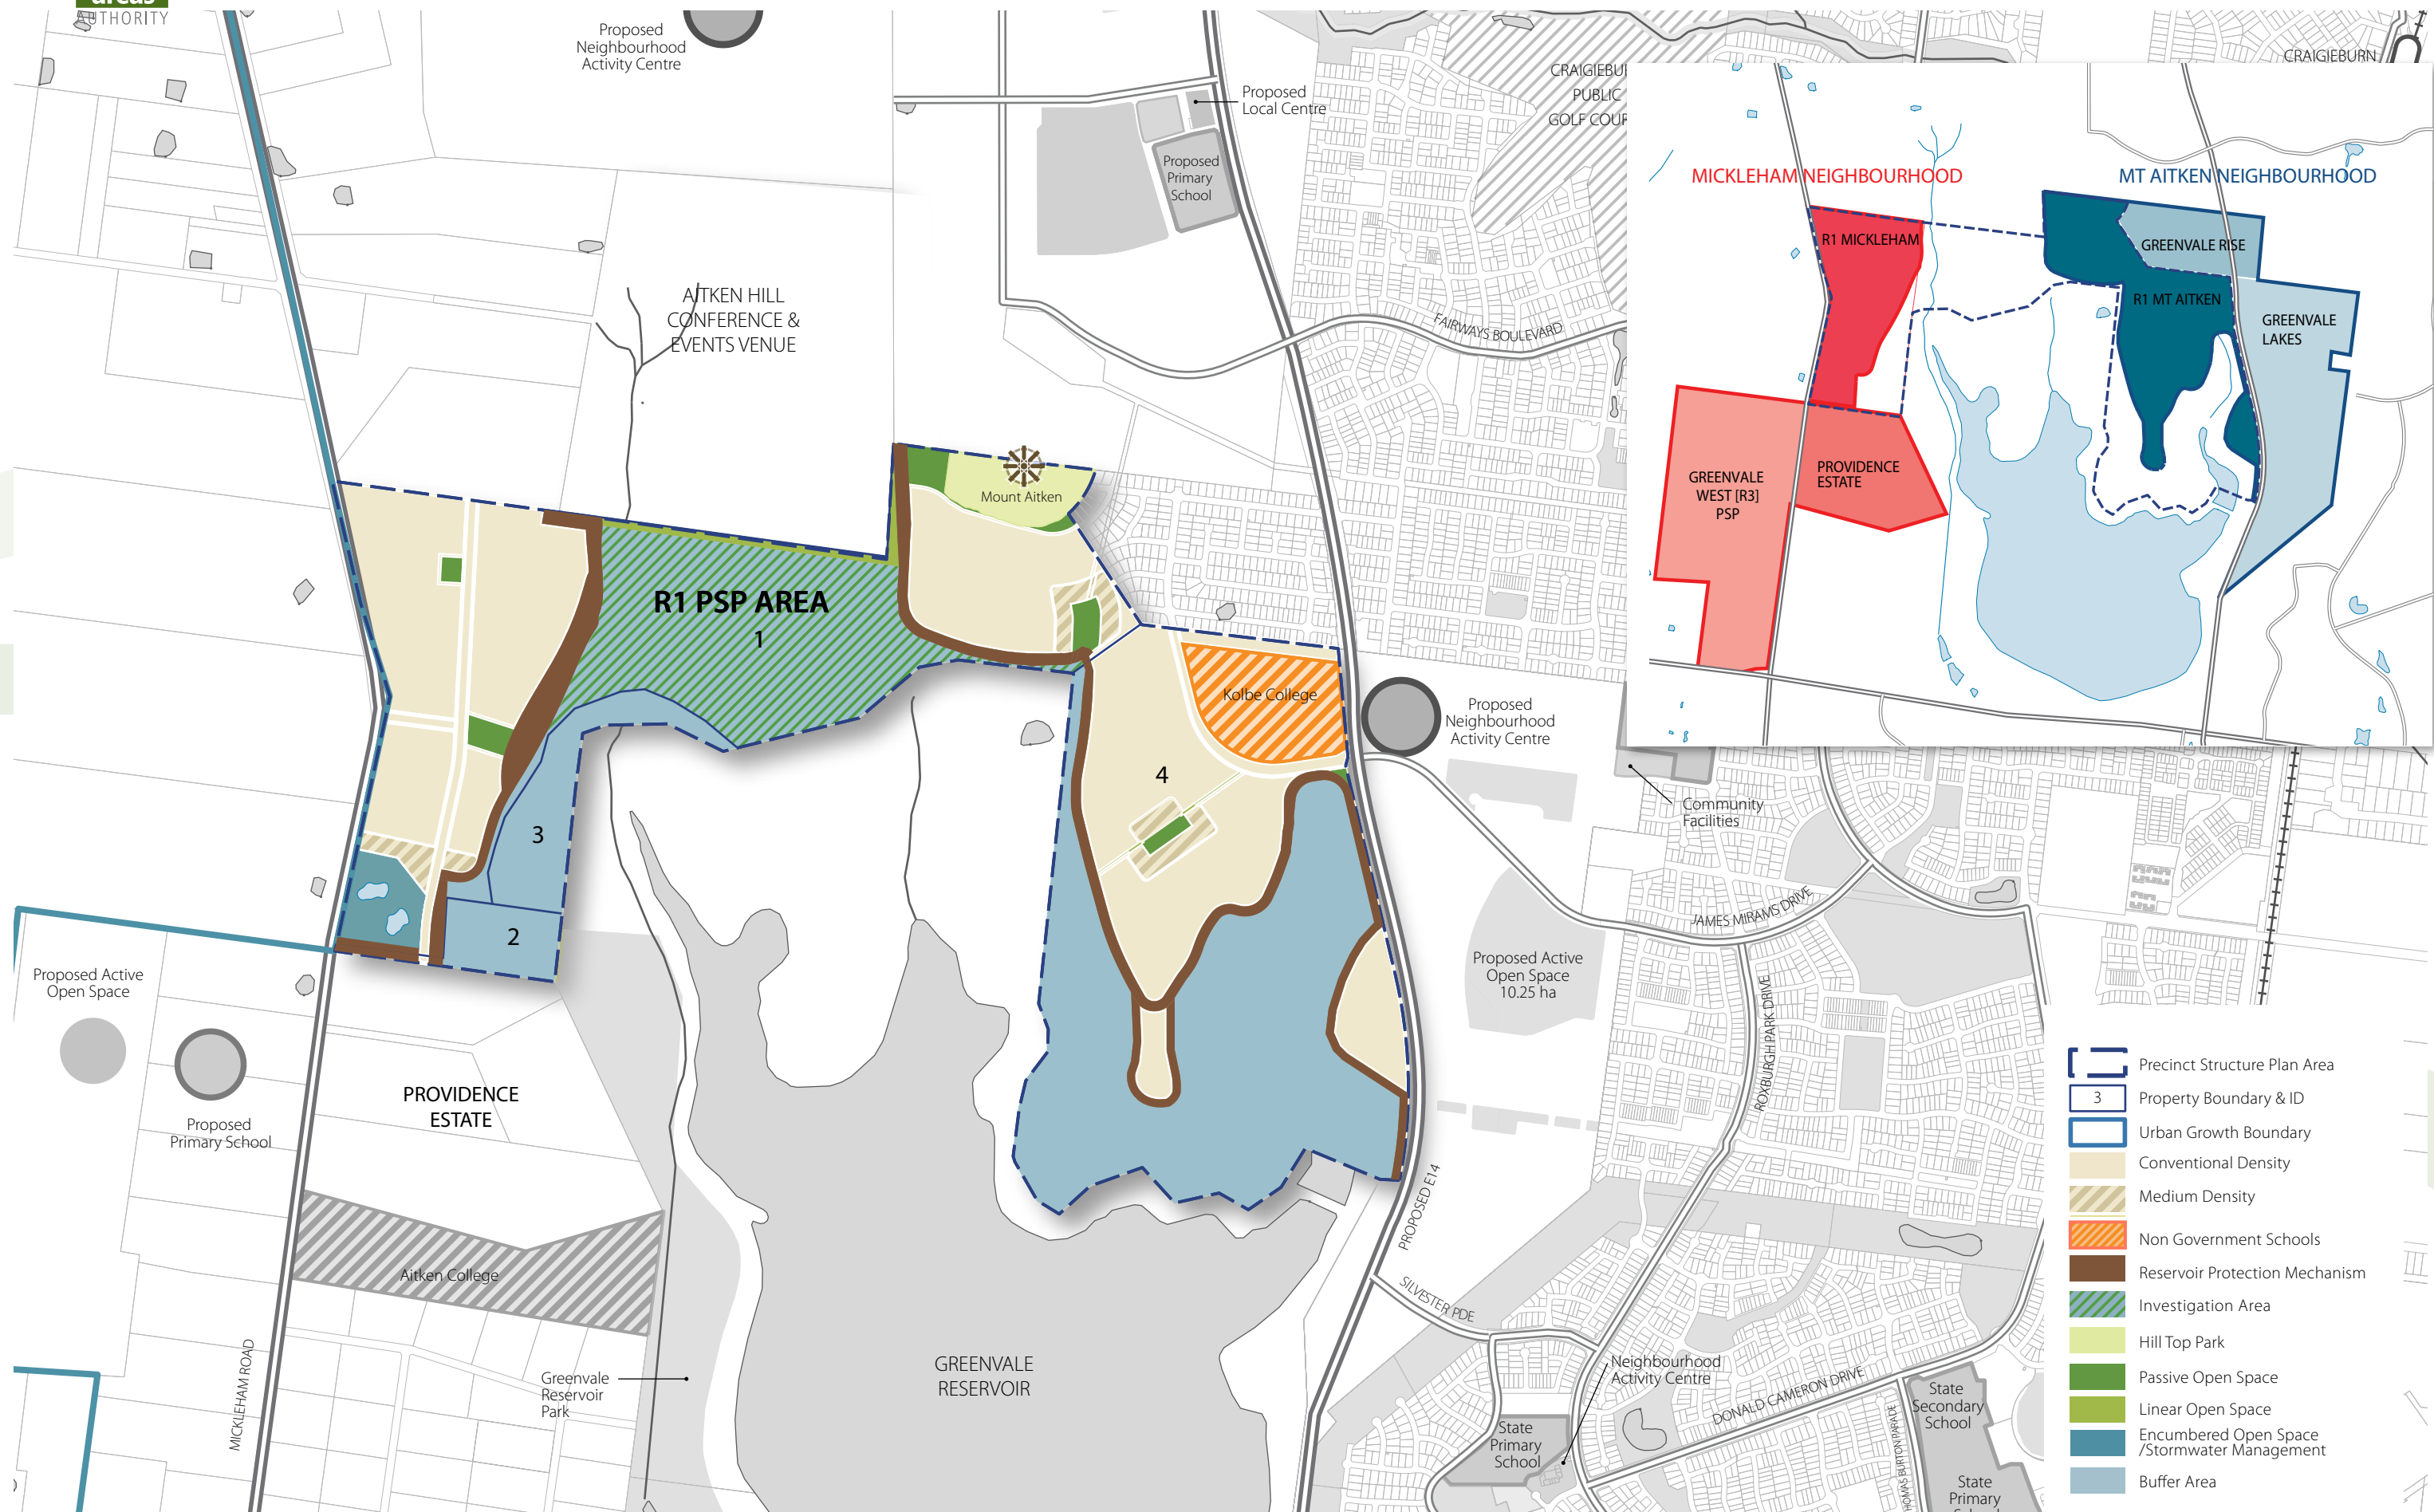 areas
AUTHORITY
Proposed
Neighbourhood
Activity Centre
Proposed
Local Centre
Proposed
Primary
School
CRAIGIEBURN
PUBLIC
AITKEN HILL
CONFERENCE &
EVENTS VENUE
FAIRWAYS BOULEVARD
MICKLEHAM NEIGHBOURHOOD
MT AITKEN NEIGHBOURHOOD
R1 MICKLEHAM
GREENVALE RISE
R1 MT AITKEN
GREENVALE
LAKES
GREENVALE
WEST [R3]
PSP
PROVIDENCE
ESTATE
Mount Aitken
R1 PSP AREA
1
Kolbe College
4
3
2
Proposed
Neighbourhood
Activity Centre
Community
Facilities
JAMES MIRAMS DRIVE
ROXBURGH PARK DRIVE
Proposed Active
Open Space
10.25 ha
Proposed Active
Open Space
Proposed
Primary School
PROVIDENCE
ESTATE
Aitken College
MICKLEHAM ROAD
Greenvale
Reservoir
Park
GREENVALE
RESERVOIR
PROPOSED E14
SILVESTER PDE
Neighbourhood
Activity Centre
DONALD CAMERON DRIVE
State
Primary
School
State
Secondary
School
State
Primary
THOMAS BURTON PARADE
Precinct Structure Plan Area
3
Property Boundary & ID
Urban Growth Boundary
Conventional Density
Medium Density
Non Government Schools
Reservoir Protection Mechanism
Investigation Area
Hill Top Park
Passive Open Space
Linear Open Space
Encumbered Open Space
/Stormwater Management
Buffer Area